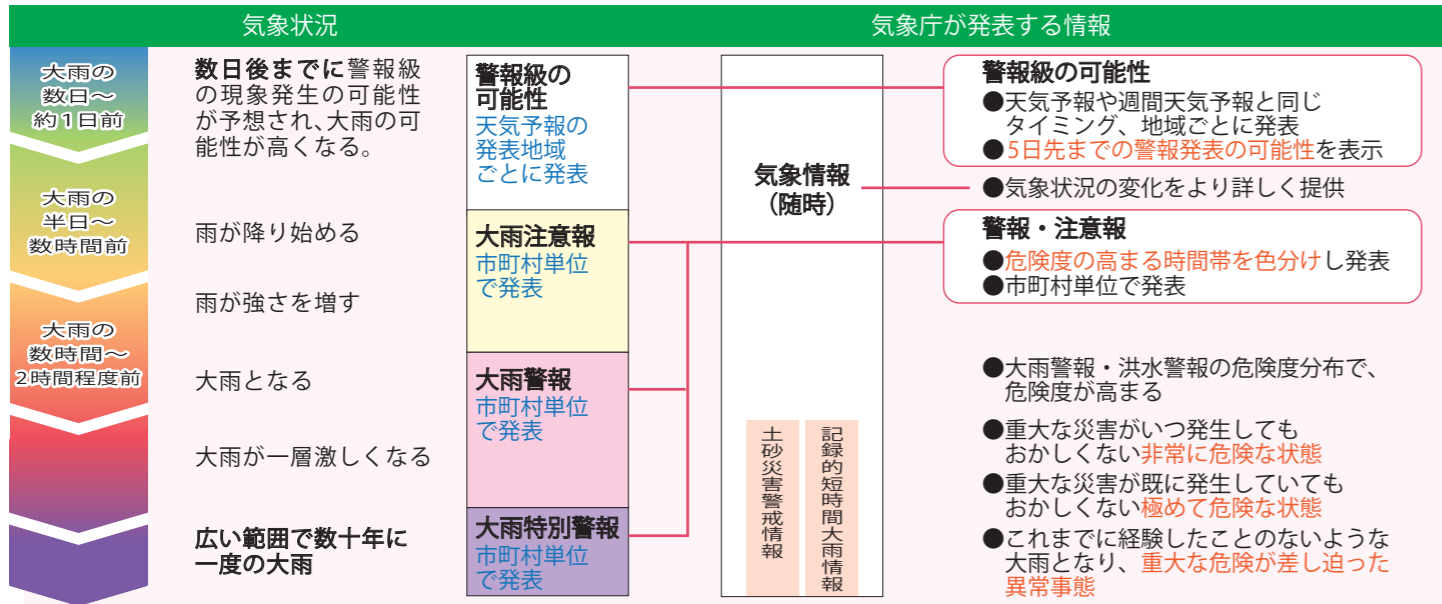 気象状況
気象庁が発表する情報
大雨の
数日～
約1日前
大雨の
半日～
数時間前
大雨の
数時間～
2時間程度前
数日後までに警報級
の現象発生の可能性
が予想され、大雨の可
能性が高くなる。
雨が降り始める
雨が強さを増す
大雨となる
大雨が一層激しくなる
広い範囲で数十年に
一度の大雨
警報級の
可能性
天気予報の
発表地域
ごとに発表
大雨注意報
市町村単位
で発表
大雨警報
市町村単位
で発表
大雨特別警報
市町村単位
で発表
気象情報
（随時）
土砂災害警戒情報
記録的短時間大雨情報
警報級の可能性
●天気予報や週間天気予報と同じ
タイミング、地域ごとに発表
●5日先までの警報発表の可能性を表示
●気象状況の変化をより詳しく提供
警報・注意報
●危険度の高まる時間帯を色分けし発表
●市町村単位で発表
●大雨警報・洪水警報の危険度分布で、
危険度が高まる
●重大な災害がいつ発生しても
おかしくない非常に危険な状態
●重大な災害が既に発生していても
おかしくない極めて危険な状態
●これまでに経験したことのないような
大雨となり、重大な危険が差し迫った
異常事態